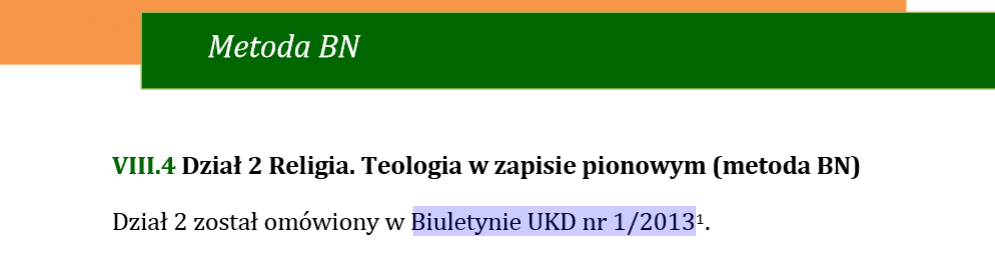 Metoda BN
VIII.4 Dział 2 Religia. Teologia w zapisie pionowym (metoda BN)
Dział 2 został omówiony w Biuletynie UKD nr 1/2013¹.